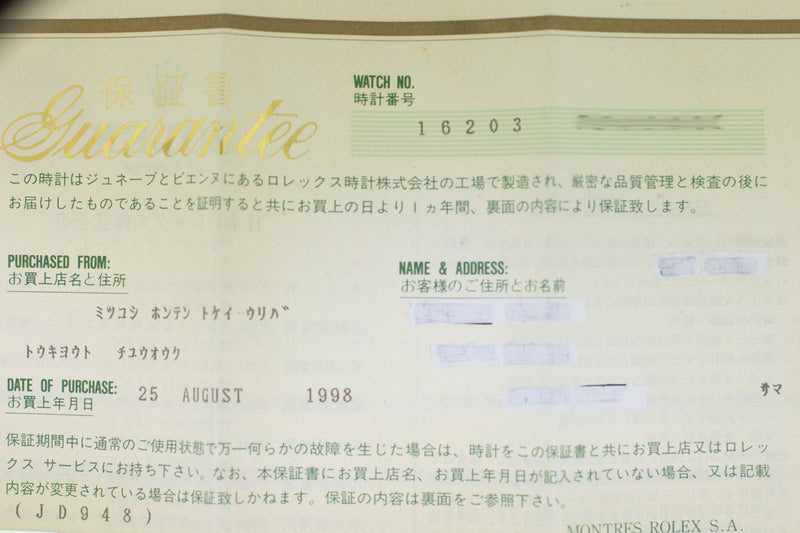 保証書
Guarantee
WATCH NO.
時計番号
16203
この時計はジュネーブとビエンヌにあるロレックス時計株式会社の工場で製造され、厳密な品質管理と検査の後に
お届けしたものであることを証明すると共にお買上の日より1ヵ年間、裏面の内容により保証致します。
PURCHASED FROM:
お買上店名と住所
ミツコシ ホンテン トケイ ウリバ
トウキヨウト チユウオウク
NAME & ADDRESS:
お客様のご住所とお名前
サマ
DATE OF PURCHASE:
お買上年月日
25 AUGUST 1998
保証期間中に通常のご使用状態で万一何らかの故障を生じた場合は、時計をこの保証書と共にお買上店又はロレッ
クス サービスにお持ち下さい。なお、本保証書にお買上店名、お買上年月日が記入されていない場合、又は記載
内容が変更されている場合は保証致しかねます。保証の内容は裏面をご参照下さい。
(JD948)
MONTRES ROLEX S.A.